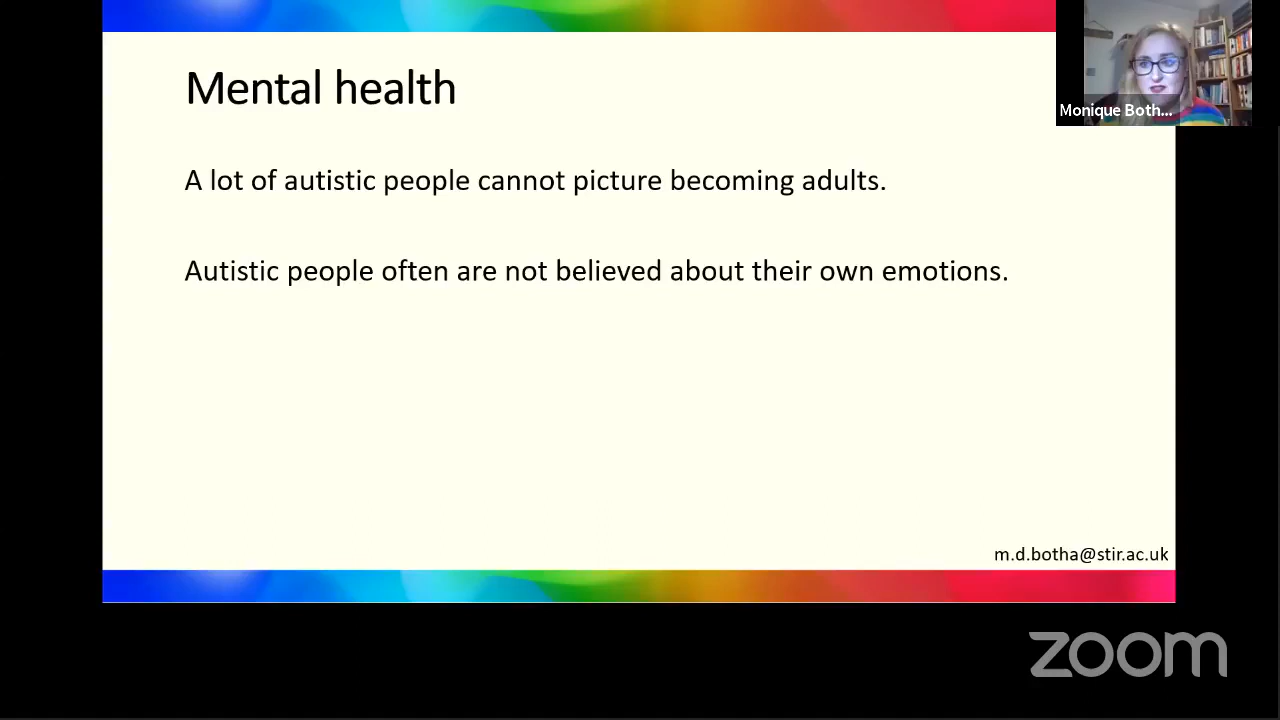 Mental health
Monique Both...
A lot of autistic people cannot picture becoming adults.
Autistic people often are not believed about their own emotions.
m.d.botha@stir.ac.uk
zoom